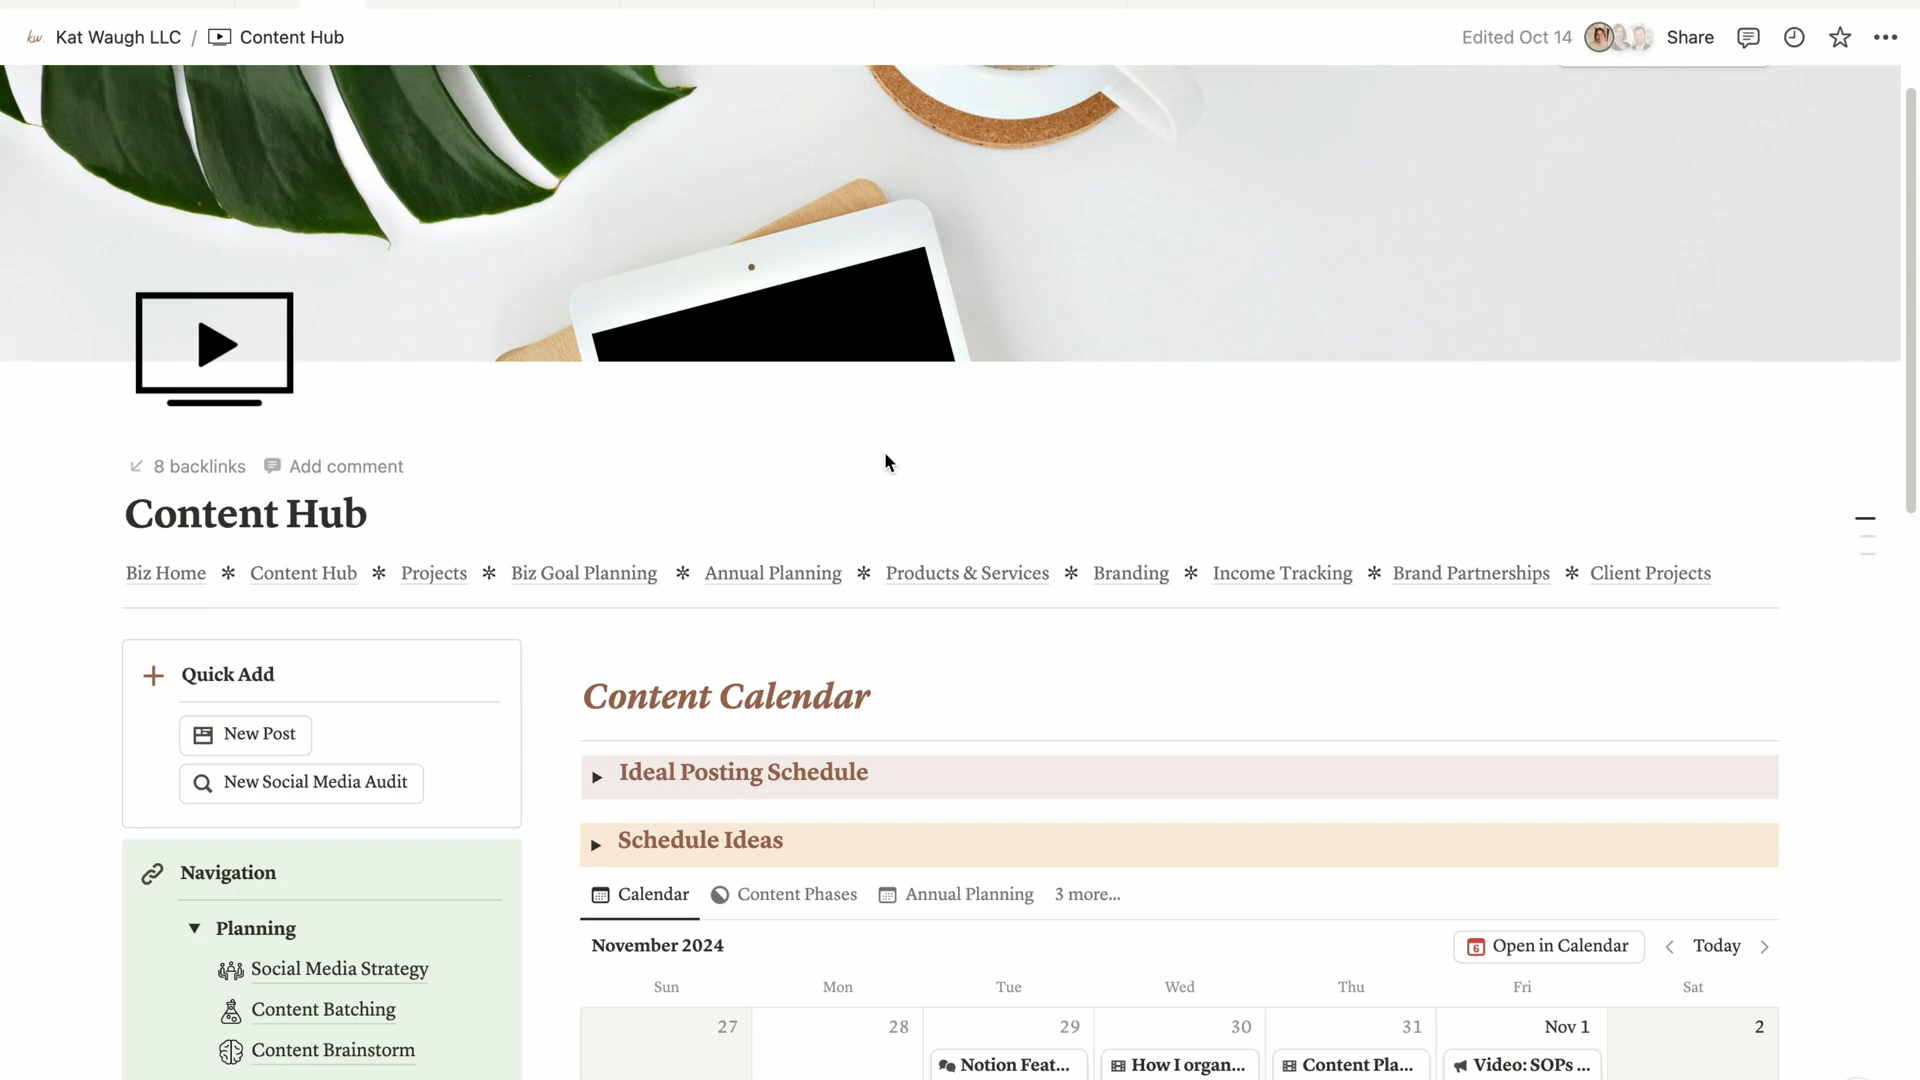 kw. Kat Waugh LLC / Content Hub
Edited Oct 14 Share
8 backlinks Add comment
Content Hub
Biz Home ✻ Content Hub ✻ Projects ✻ Biz Goal Planning ✻ Annual Planning ✻ Products & Services ✻ Branding ✻ Income Tracking ✻ Brand Partnerships ✻ Client Projects
Quick Add
New Post
New Social Media Audit
Navigation
Planning
Social Media Strategy
Content Batching
Content Brainstorm
Content Calendar
Ideal Posting Schedule
Schedule Ideas
Calendar Content Phases Annual Planning 3 more...
November 2024 6 Open in Calendar Today
Sun Mon Tue Wed Thu Fri Sat
27 28 29 30 31 Nov 1 2
Notion Feat... How I organ... Content Pla... Video: SOPs ...